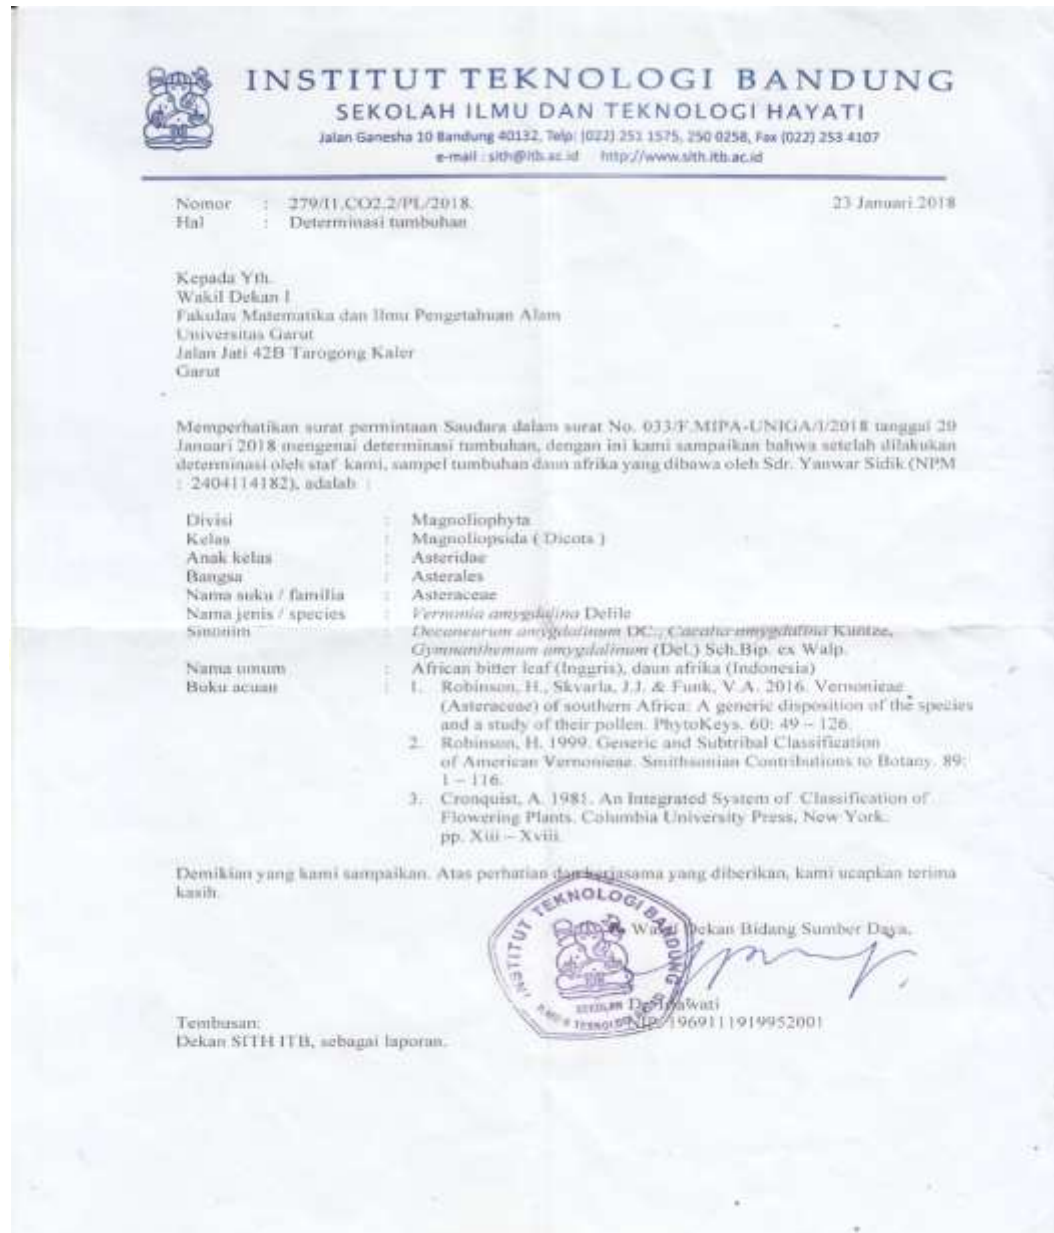 INSTITUT TEKNOLOGI BANDUNG
SEKOLAH ILMU DAN TEKNOLOGI HAYATI
Jalan Ganesha 10 Bandung 40132, Telp: (022) 251 1575, 250 0258, Fax (022) 253 4107
e-mail : sith@itb.ac.id http://www.sith.itb.ac.id
Nomor : 279/I1.CO2.2/PL/2018. 23 Januari 2018
Hal : Determinasi tumbuhan
Kepada Yth.
Wakil Dekan I
Fakulas Matematika dan Ilmu Pengetahuan Alam
Universitas Garut
Jalan Jati 42B Tarogong Kaler
Garut
Memperhatikan surat permintaan Saudara dalam surat No. 033/F.MIPA-UNIGA/I/2018 tanggal 20
Januari 2018 mengenai determinasi tumbuhan, dengan ini kami sampaikan bahwa setelah dilakukan
determinasi oleh staf kami, sampel tumbuhan daun afrika yang dibawa oleh Sdr. Yanwar Sidik (NPM
: 2404114182), adalah :
Divisi : Magnoliophyta
Kelas : Magnoliopsida ( Dicots )
Anak kelas : Asteridae
Bangsa : Asterales
Nama suku / familia : Asteraceae
Nama jenis / species : Vernonia amygdalina Delile
Sinonim : Decaneurum amygdalinum DC., Cacalia amygdalina Kuntze,
Gymnanthemum amygdalinum (Del.) Sch.Bip. ex Walp.
Nama umum : African bitter leaf (Inggris), daun afrika (Indonesia)
Buku acuan : 1. Robinson, H., Skvarla, J.J. & Funk, V.A. 2016. Vernonieae
(Asteraceae) of southern Africa: A generic disposition of the species
and a study of their pollen. PhytoKeys. 60: 49 – 126.
2. Robinson, H. 1999. Generic and Subtribal Classification
of American Vernonieae. Smithsonian Contributions to Botany. 89:
1 – 116.
3. Cronquist, A. 1981. An Integrated System of Classification of
Flowering Plants. Columbia University Press, New York.
pp. Xiii – Xviii.
Demikian yang kami sampaikan. Atas perhatian dan kerjasama yang diberikan, kami ucapkan terima
kasih.
INSTITUT TEKNOLOGI BANDUNG
Wakil Dekan Bidang Sumber Daya,
SEKOLAH
NIP. 1969111919952001
Tembusan:
Dekan SITH ITB, sebagai laporan.